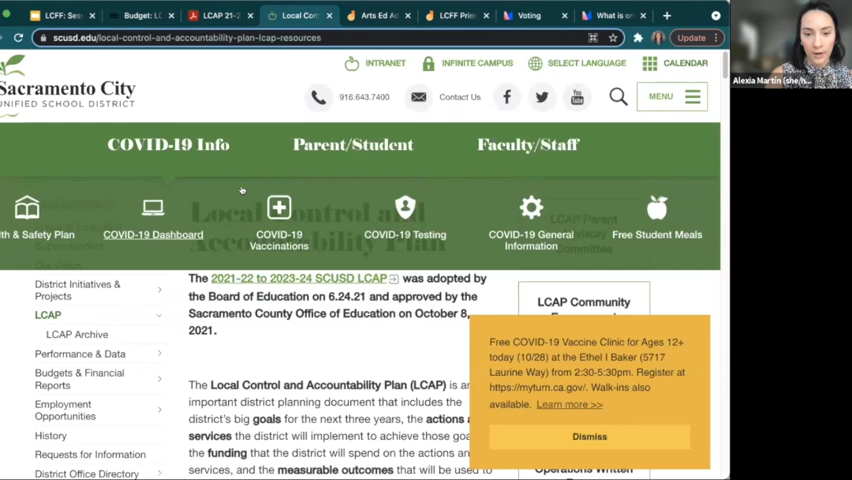 LCFF: Ses
Budget: L
LCAP 21-2
Local Con
Arts Ed Ad
LCFF Prio
Voting
What is on
scusd.edu/local-control-and-accountability-plan-lcap-resources
Update
Alexia Martin (she/h...
INTRANET
INFINITE CAMPUS
SELECT LANGUAGE
CALENDAR
Sacramento City
UNIFIED SCHOOL DISTRICT
916.643.7400
Contact Us
You
Tube
MENU
COVID-19 Info
Parent/Student
Faculty/Staff
Local Control and
Accountability Plan
LCAP Parent
Advisory
Committee
lth & Safety Plan
COVID-19 Dashboard
COVID-19
Vaccinations
COVID-19 Testing
COVID-19 General
Information
Free Student Meals
District Initiatives &
Projects
LCAP
LCAP Archive
Performance & Data
Budgets & Financial
Reports
Employment
Opportunities
History
Requests for Information
District Office Directory
The 2021-22 to 2023-24 SCUSD LCAP was adopted by
the Board of Education on 6.24.21 and approved by the
Sacramento County Office of Education on October 8,
2021.
The Local Control and Accountability Plan (LCAP) is an
important district planning document that includes the
district's big goals for the next three years, the actions a
services the district will implement to achieve those goa
the funding that the district will spend on the actions an
services, and the measurable outcomes that will be used to
LCAP Community
Free COVID-19 Vaccine Clinic for Ages 12+
today (10/28) at the Ethel I Baker (5717
Laurine Way) from 2:30-5:30pm. Register at
https://myturn.ca.gov/. Walk-ins also
available. Learn more >>
Dismiss
Operations Written